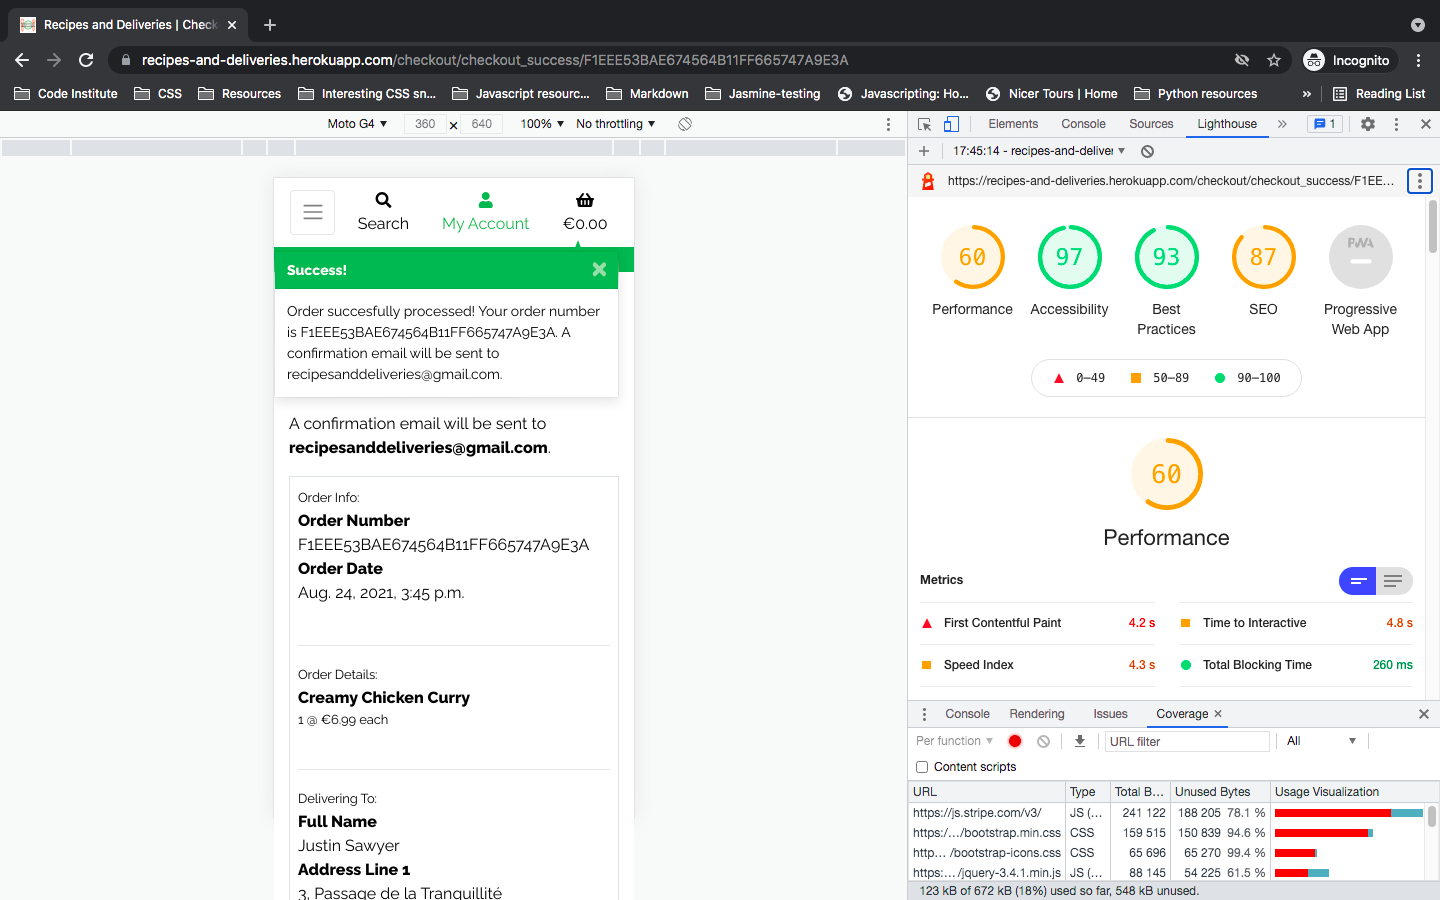 Recipes and Deliveries | Check
recipes-and-deliveries.herokuapp.com/checkout/checkout_success/F1EEE53BAE674564B11FF665747A9E3A
Incognito
Code Institute
CSS
Resources
Interesting CSS sn...
Javascript resourc...
Markdown
Jasmine-testing
Javascripting: Ho...
Nicer Tours | Home
Python resources
»
Reading List
Moto G4
360
640
100%
No throttling
Elements
Console
Sources
Lighthouse
»
1
17:45:14 - recipes-and-deliver
https://recipes-and-deliveries.herokuapp.com/checkout/checkout_success/F1EE...
Search
My Account
€0.00
Success!
Order succesfully processed! Your order number
is F1EEE53BAE674564B11FF665747A9E3A. A
confirmation email will be sent to
recipesanddeliveries@gmail.com.
A confirmation email will be sent to
recipesanddeliveries@gmail.com.
Order Info:
Order Number
F1EEE53BAE674564B11FF665747A9E3A
Order Date
Aug. 24, 2021, 3:45 p.m.
Order Details:
Creamy Chicken Curry
1 @ €6.99 each
Delivering To:
Full Name
Justin Sawyer
Address Line 1
3, Passage de la Tranquillité
60
97
93
87
PWA
Performance
Accessibility
Best
Practices
SEO
Progressive
Web App
0–49
50–89
90–100
60
Performance
Metrics
First Contentful Paint
4.2 s
Time to Interactive
4.8 s
Speed Index
4.3 s
Total Blocking Time
260 ms
Console
Rendering
Issues
Coverage
Per function
URL filter
All
Content scripts
URL
Type
Total B...
Unused Bytes
Usage Visualization
https://js.stripe.com/v3/
JS (...
241 122
188 205 78.1 %
https:/... /bootstrap.min.css
CSS
159 515
150 839 94.6 %
http... /bootstrap-icons.css
CSS
65 696
65 270 99.4 %
https:... /jquery-3.4.1.min.js
JS (...
88 145
54 225 61.5 %
123 kB of 672 kB (18%) used so far, 548 kB unused.